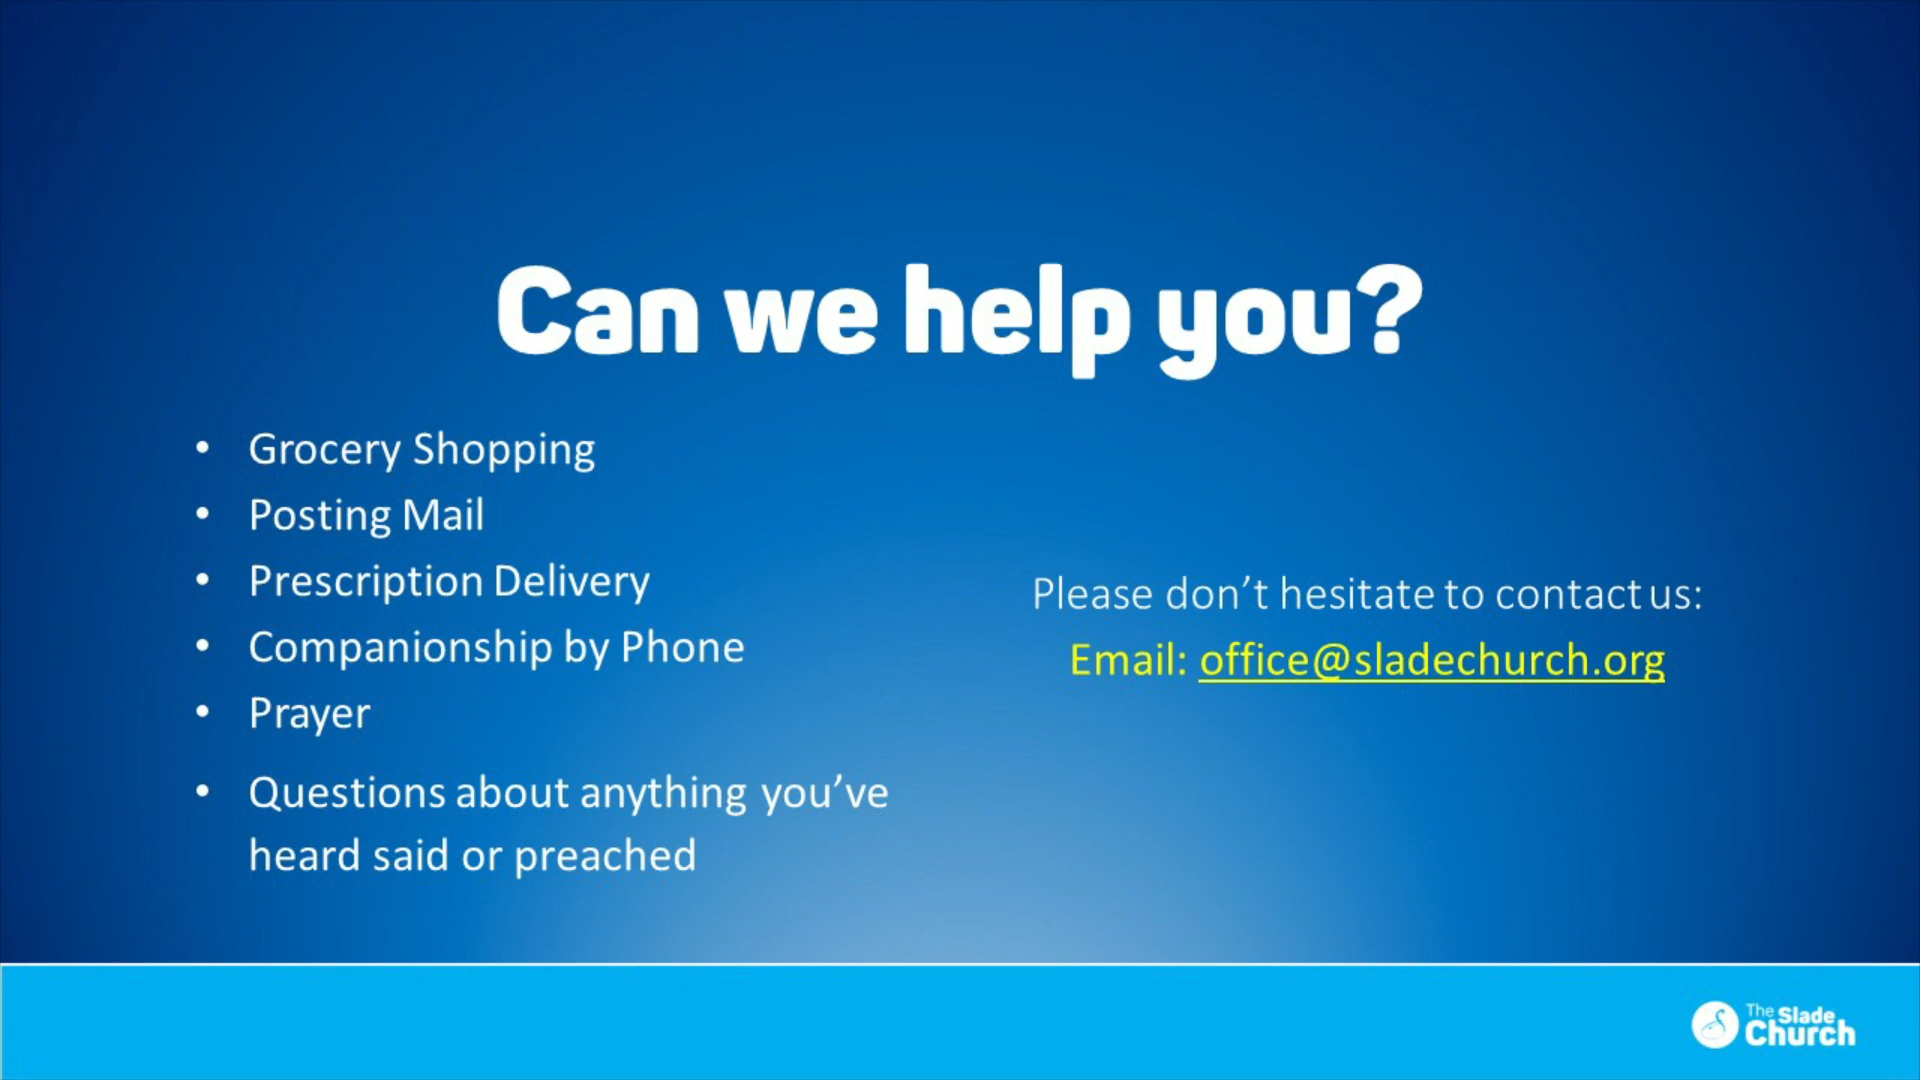 Can we help you?
• Grocery Shopping
• Posting Mail
• Prescription Delivery
• Companionship by Phone
• Prayer
• Questions about anything you’ve
heard said or preached
Please don’t hesitate to contact us:
Email: office@sladechurch.org
The Slade
Church